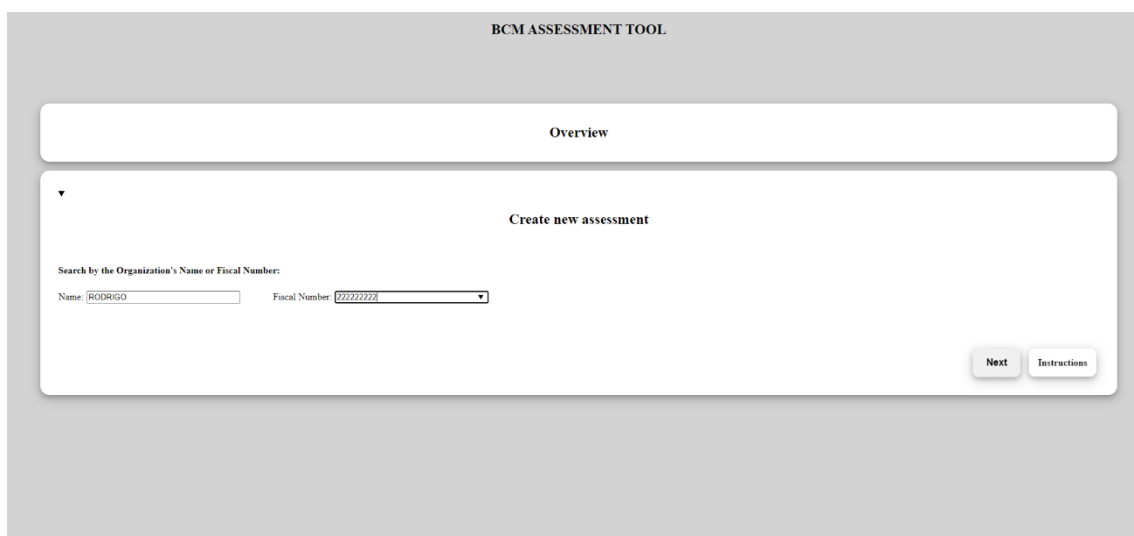 BCM ASSESSMENT TOOL
Overview
▼
Create new assessment
Search by the Organization's Name or Fiscal Number:
Name: RODRIGO Fiscal Number: 222222222 ▼
Next Instructions